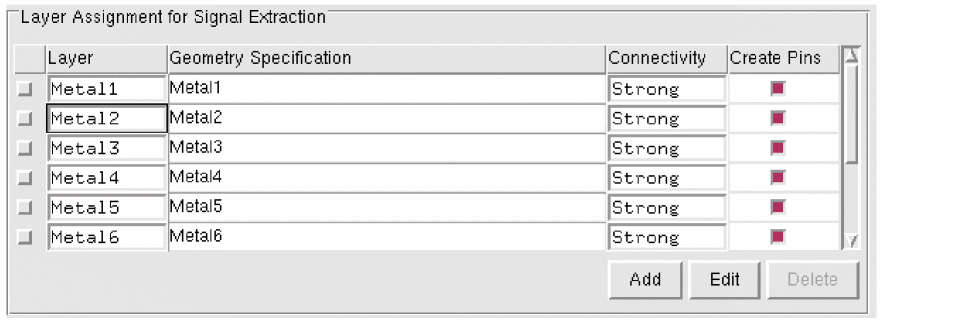 Layer Assignment for Signal Extraction
Layer Geometry Specification Connectivity Create Pins
Metal1 Metal1 Strong
Metal2 Metal2 Strong
Metal3 Metal3 Strong
Metal4 Metal4 Strong
Metal5 Metal5 Strong
Metal6 Metal6 Strong
Add Edit Delete